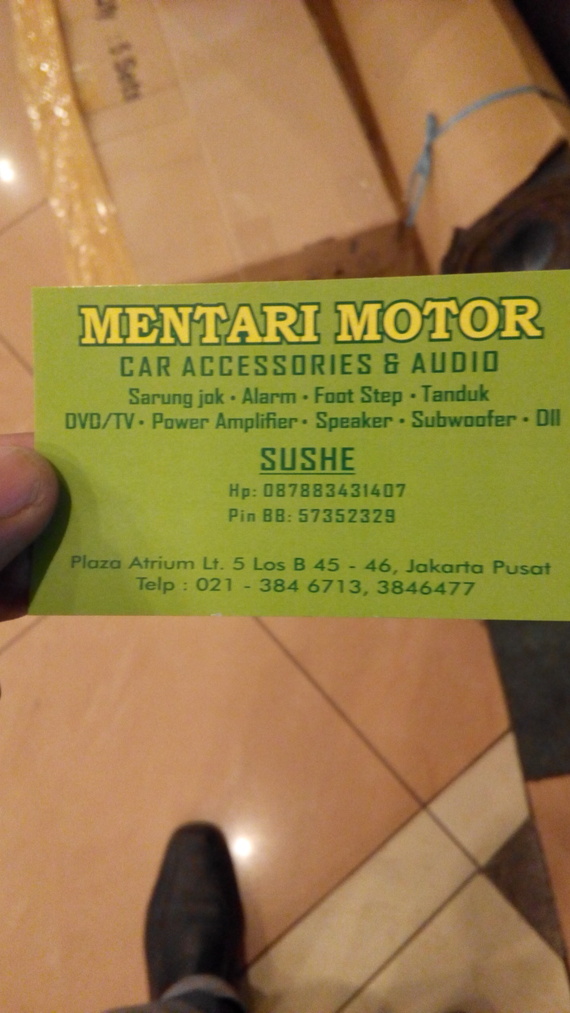 : 1 Sets
MENTARI MOTOR
CAR ACCESSORIES & AUDIO
Sarung jok • Alarm • Foot Step • Tanduk
DVD/TV • Power Amplifier • Speaker • Subwoofer • Dll
SUSHE
Hp: 087883431407
Pin BB: 57352329
Plaza Atrium Lt. 5 Los B 45 - 46, Jakarta Pusat
Telp : 021 - 384 6713, 3846477